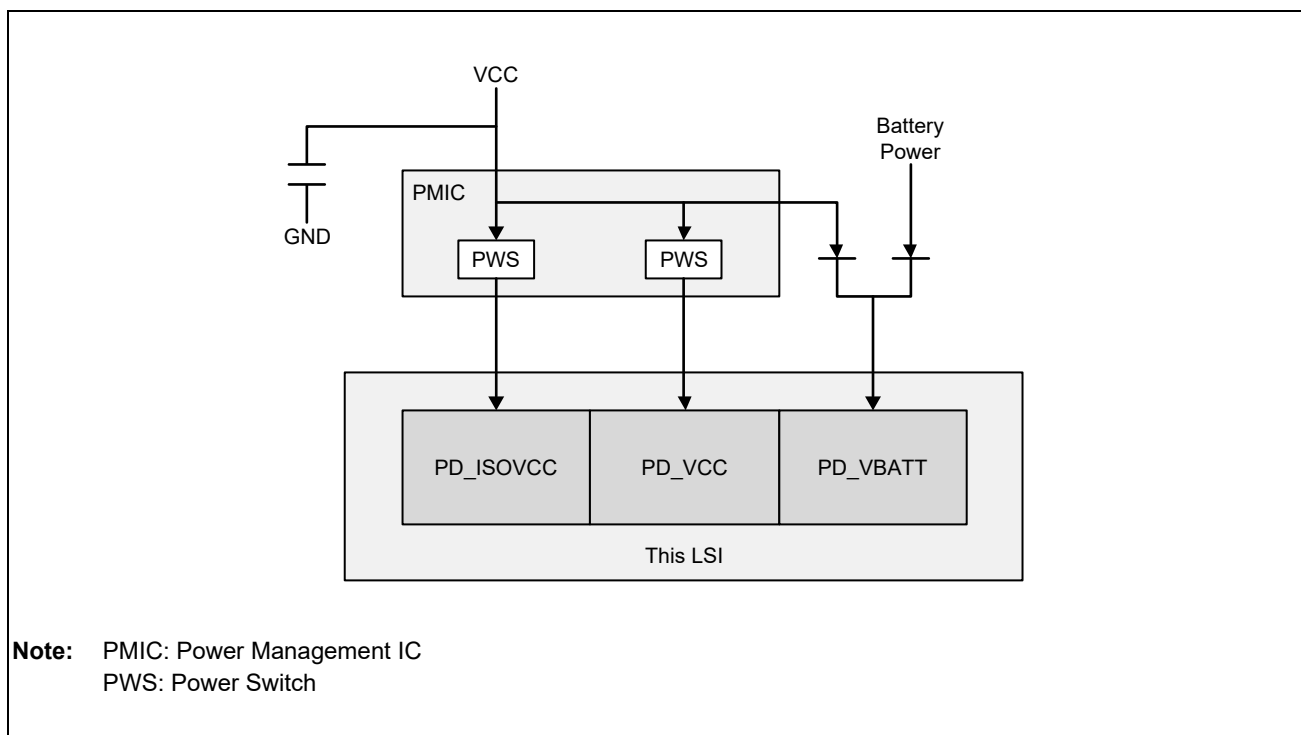 VCC
Battery
Power
PMIC
GND
PWS
PWS
PD_ISOVCC
PD_VCC
PD_VBATT
This LSI
Note: PMIC: Power Management IC
PWS: Power Switch